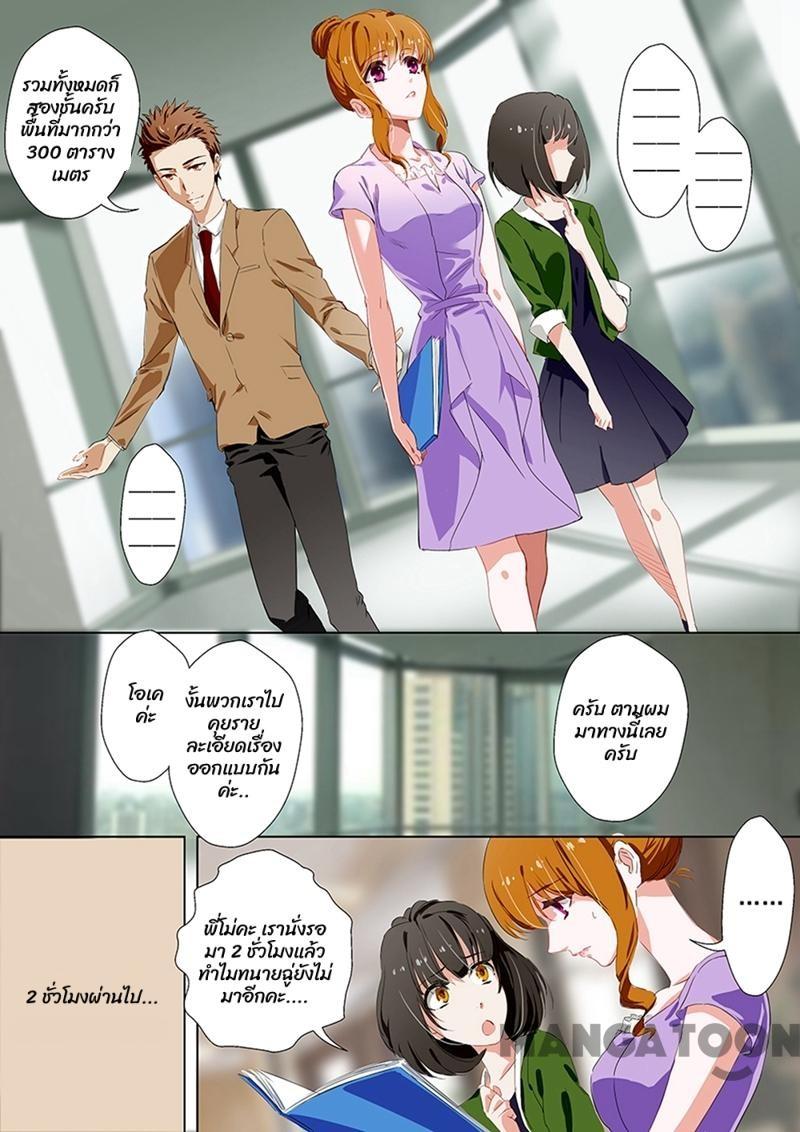 รวมทั้งหมดก็
สองชั้นครับ
พื้นที่มากกว่า
300 ตาราง
เมตร
โอเค
ค่ะ
งั้นพวกเราไป
คุยราย
ละเอียดเรื่อง
ออกแบบกัน
ค่ะ..
ครับ ตามผม
มาทางนี้เลย
ครับ
2 ชั่วโมงผ่านไป...
พี่โม่คะ เรานั่งรอ
มา 2 ชั่วโมงแล้ว
ทำไมทนายฉู่ยังไม่
มาอีกคะ....
......
MANGATOON